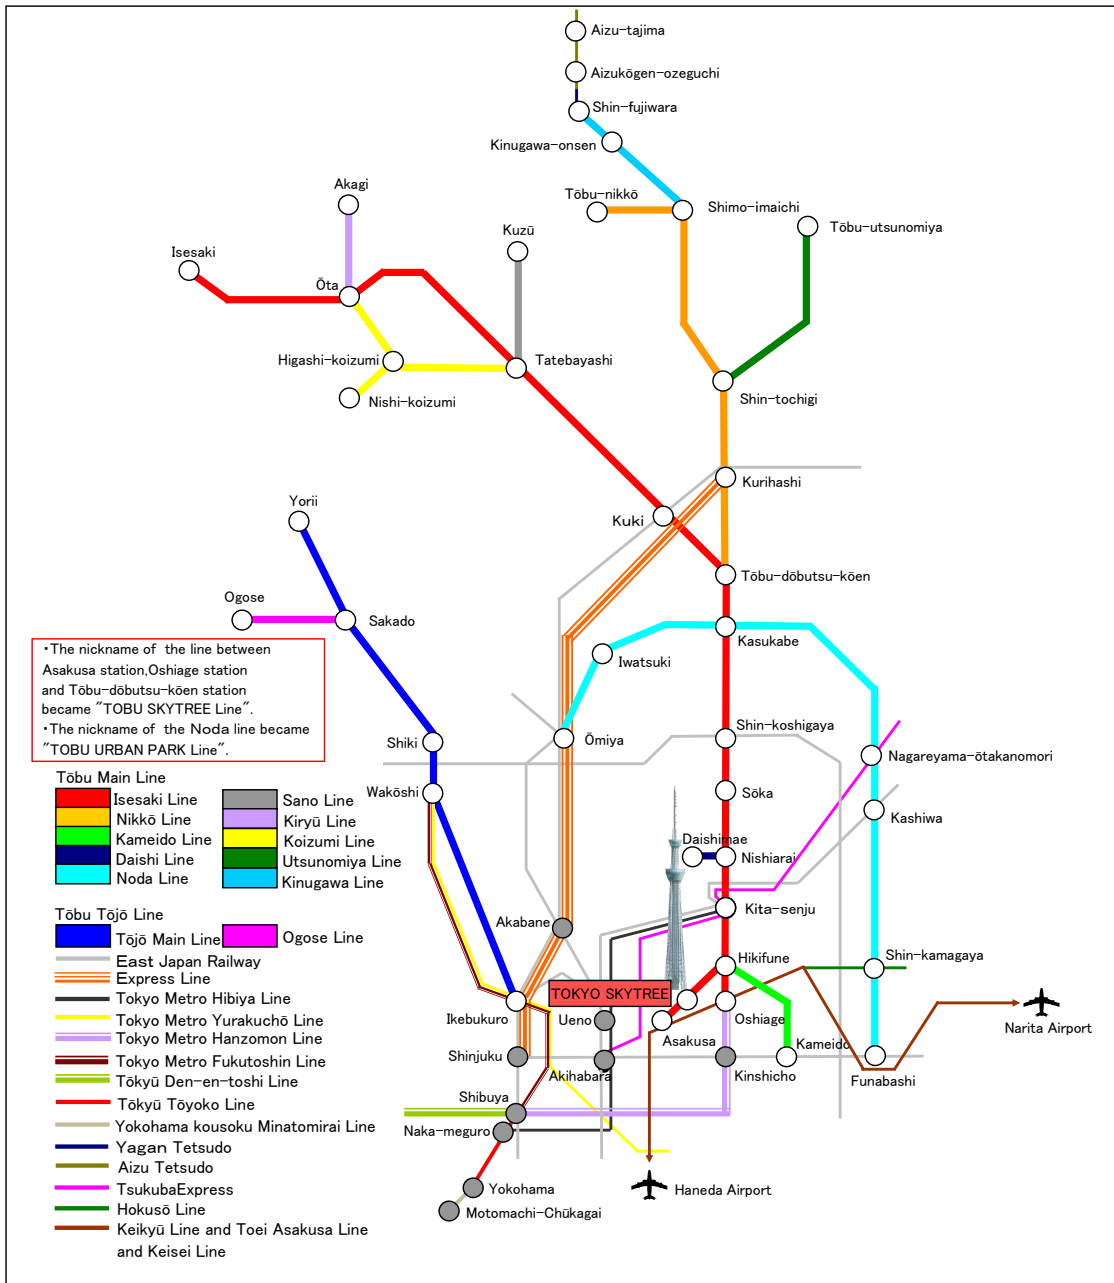 Aizu-tajima
Aizukōgen-ozeguchi
Shin-fujiwara
Kinugawa-onsen
Akagi
Tōbu-nikkō
Shimo-imaichi
Kuzū
Tōbu-utsunomiya
Isesaki
Ōta
Higashi-koizumi
Tatebayashi
Nishi-koizumi
Shin-tochigi
Kurihashi
Yorii
Kuki
Tōbu-dōbutsu-kōen
Ogose
Sakado
Kasukabe
Iwatsuki
・The nickname of the line between
Asakusa station,Oshiage station
and Tōbu-dōbutsu-kōen station
became "TOBU SKYTREE Line".
・The nickname of the Noda line became
"TOBU URBAN PARK Line".
Shin-koshigaya
Shiki
Ōmiya
Nagareyama-ōtakanomori
Wakōshi
Sōka
Kashiwa
Daishimae
Nishiarai
Kita-senju
Akabane
Hikifune
Shin-kamagaya
TOKYO SKYTREE
Ikebukuro
Ueno
Asakusa
Oshiage
Narita Airport
Kameido
Shinjuku
Akihabara
Kinshicho
Funabashi
Shibuya
Naka-meguro
Yokohama
Haneda Airport
Motomachi-Chūkagai
Tōbu Main Line
Isesaki Line
Nikkō Line
Kameido Line
Daishi Line
Noda Line
Sano Line
Kiryū Line
Koizumi Line
Utsunomiya Line
Kinugawa Line
Tōbu Tōjō Line
Tōjō Main Line
Ogose Line
East Japan Railway
Express Line
Tokyo Metro Hibiya Line
Tokyo Metro Yurakuchō Line
Tokyo Metro Hanzomon Line
Tokyo Metro Fukutoshin Line
Tōkyū Den-en-toshi Line
Tōkyū Tōyoko Line
Yokohama kousoku Minatomirai Line
Yagan Tetsudo
Aizu Tetsudo
TsukubaExpress
Hokusō Line
Keikyū Line and Toei Asakusa Line
and Keisei Line